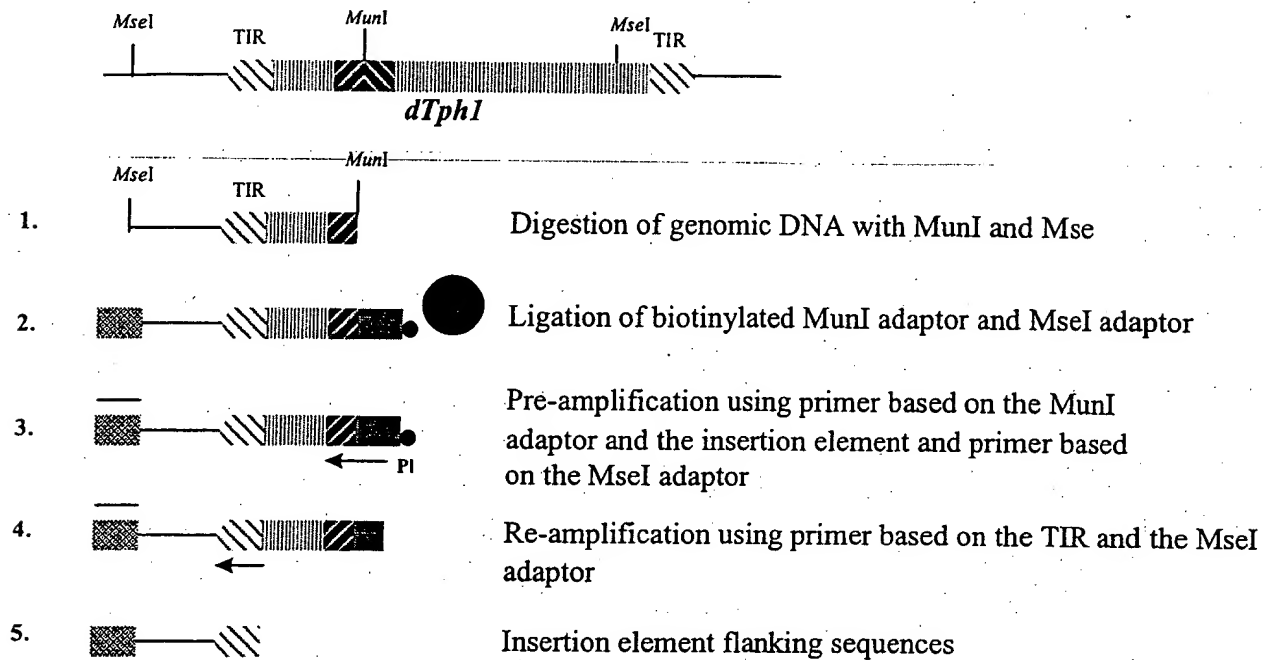 MseI
TIR
MunI
MseI TIR
dTph1
MunI
MseI
TIR
1.
Digestion of genomic DNA with MunI and Mse
2.
Ligation of biotinylated MunI adaptor and MseI adaptor
3.
Pre-amplification using primer based on the MunI
adaptor and the insertion element and primer based
on the MseI adaptor
PI
4.
Re-amplification using primer based on the TIR and the MseI
adaptor
5.
Insertion element flanking sequences